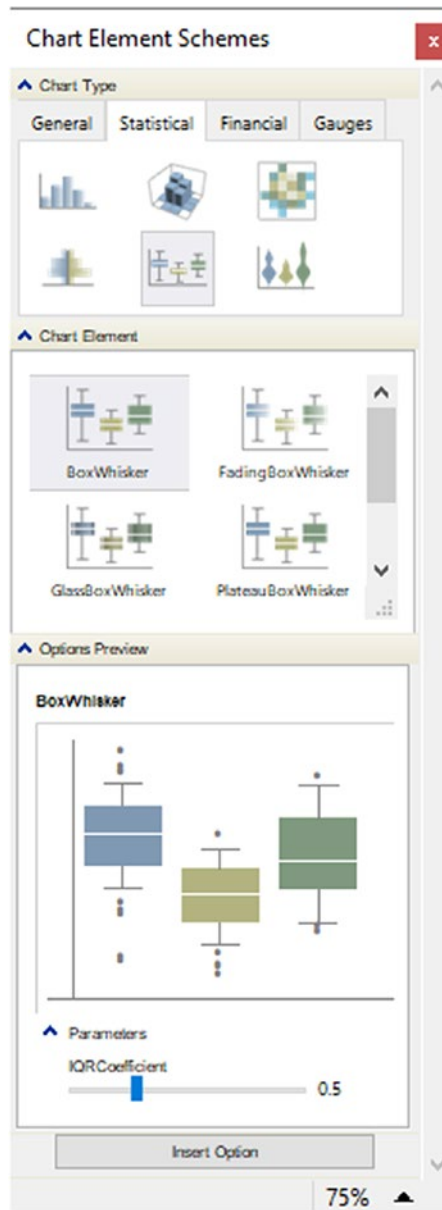 Chart Element Schemes
x
Chart Type
General Statistical Financial Gauges
Chart Element
BoxWhisker FadingBoxWhisker
GlassBoxWhisker PlateauBoxWhisker
Options Preview
BoxWhisker
Parameters
IQRCoefficient
0.5
Insert Option
75%